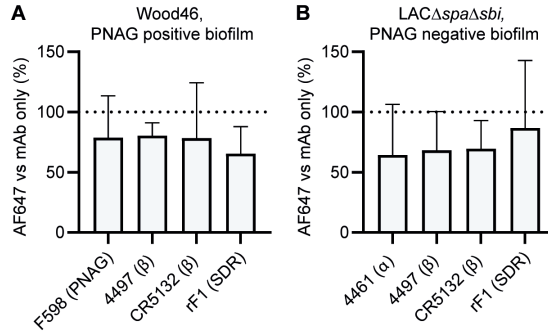 A
Wood46,
PNAG positive biofilm
AF647 vs mAb only (%)
150
100
50
0
F598 (PNAG)
4497 (β)
CR5132 (β)
rF1 (SDR)
B
LACΔspaΔsbi,
PNAG negative biofilm
AF647 vs mAb only (%)
150
100
50
0
4461 (α)
4497 (β)
CR5132 (β)
rF1 (SDR)